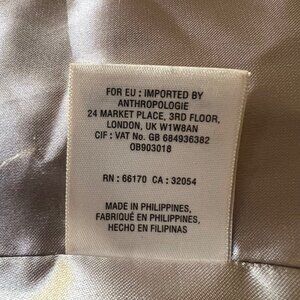 FOR EU : IMPORTED BY
ANTHROPOLOGIE
24 MARKET PLACE, 3RD FLOOR,
LONDON, UK W1W8AN
CIF : VAT No. GB 684936382
OB903018
RN : 66170 CA : 32054
MADE IN PHILIPPINES,
FABRIQUÉ EN PHILIPPINES,
HECHO EN FILIPINAS